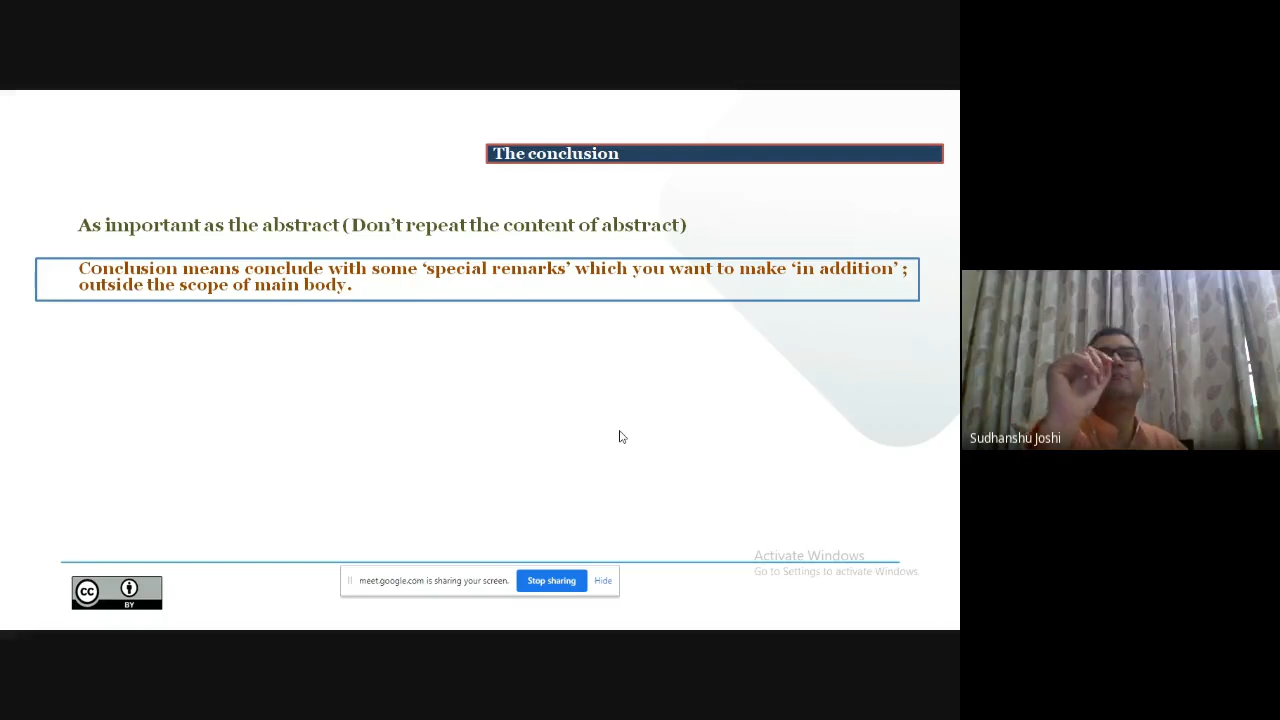 The conclusion
As important as the abstract (Don't repeat the content of abstract)
Conclusion means conclude with some ‘special remarks’ which you want to make ‘in addition’ ;
outside the scope of main body.
Sudhanshu Joshi
Activate Windows
Go to Settings to activate Windows.
meet.google.com is sharing your screen.
Stop sharing
Hide
cc
BY